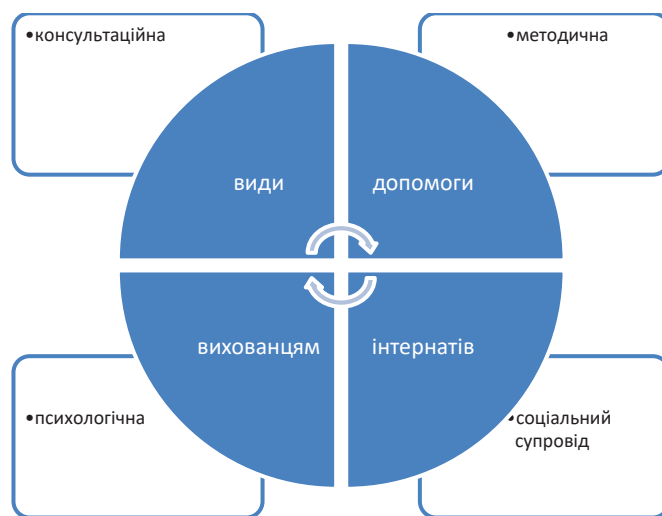 •консультаційна
•методична
види
допомоги
вихованцям
інтернатів
•психологічна
•соціальний
супровід